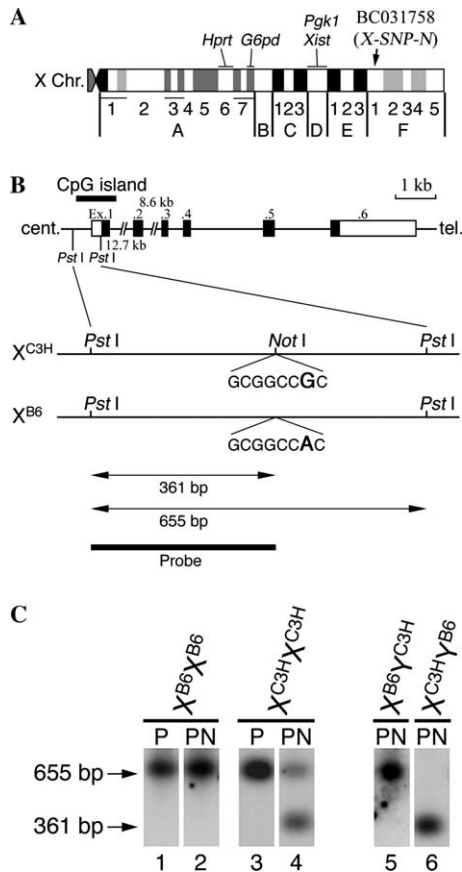 A
Hprt G6pd Pgk1 Xist BC031758 (X-SNP-N)
X Chr.
1 2 3 4 5 6 7 1 2 3 1 2 3 1 2 3 4 5
A B C D E F
B
CpG island
1 kb
Ex.1 8.6 kb .2 .3 .4 .5 .6
cent. tel.
12.7 kb
Pst I Pst I
Pst I Not I Pst I
X^C3H
GCGGCCGC
Pst I Pst I
X^B6
GCGGCCAC
361 bp
655 bp
Probe
C
X^B6X^B6 X^C3HX^C3H X^B6Y^C3H X^C3HY^B6
P PN P PN PN PN
655 bp
361 bp
1 2 3 4 5 6